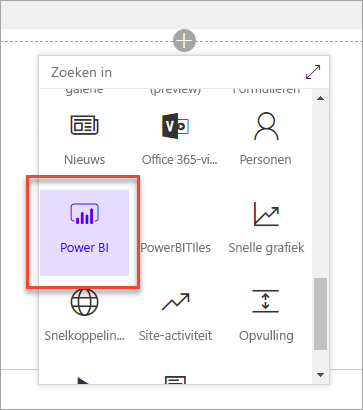 Zoeken in
galerie (preview) Formulieren
Nieuws Office 365-vi... Personen
Power BI PowerBITIles Snelle grafiek
Snelkoppelin... Site-activiteit Opvulling